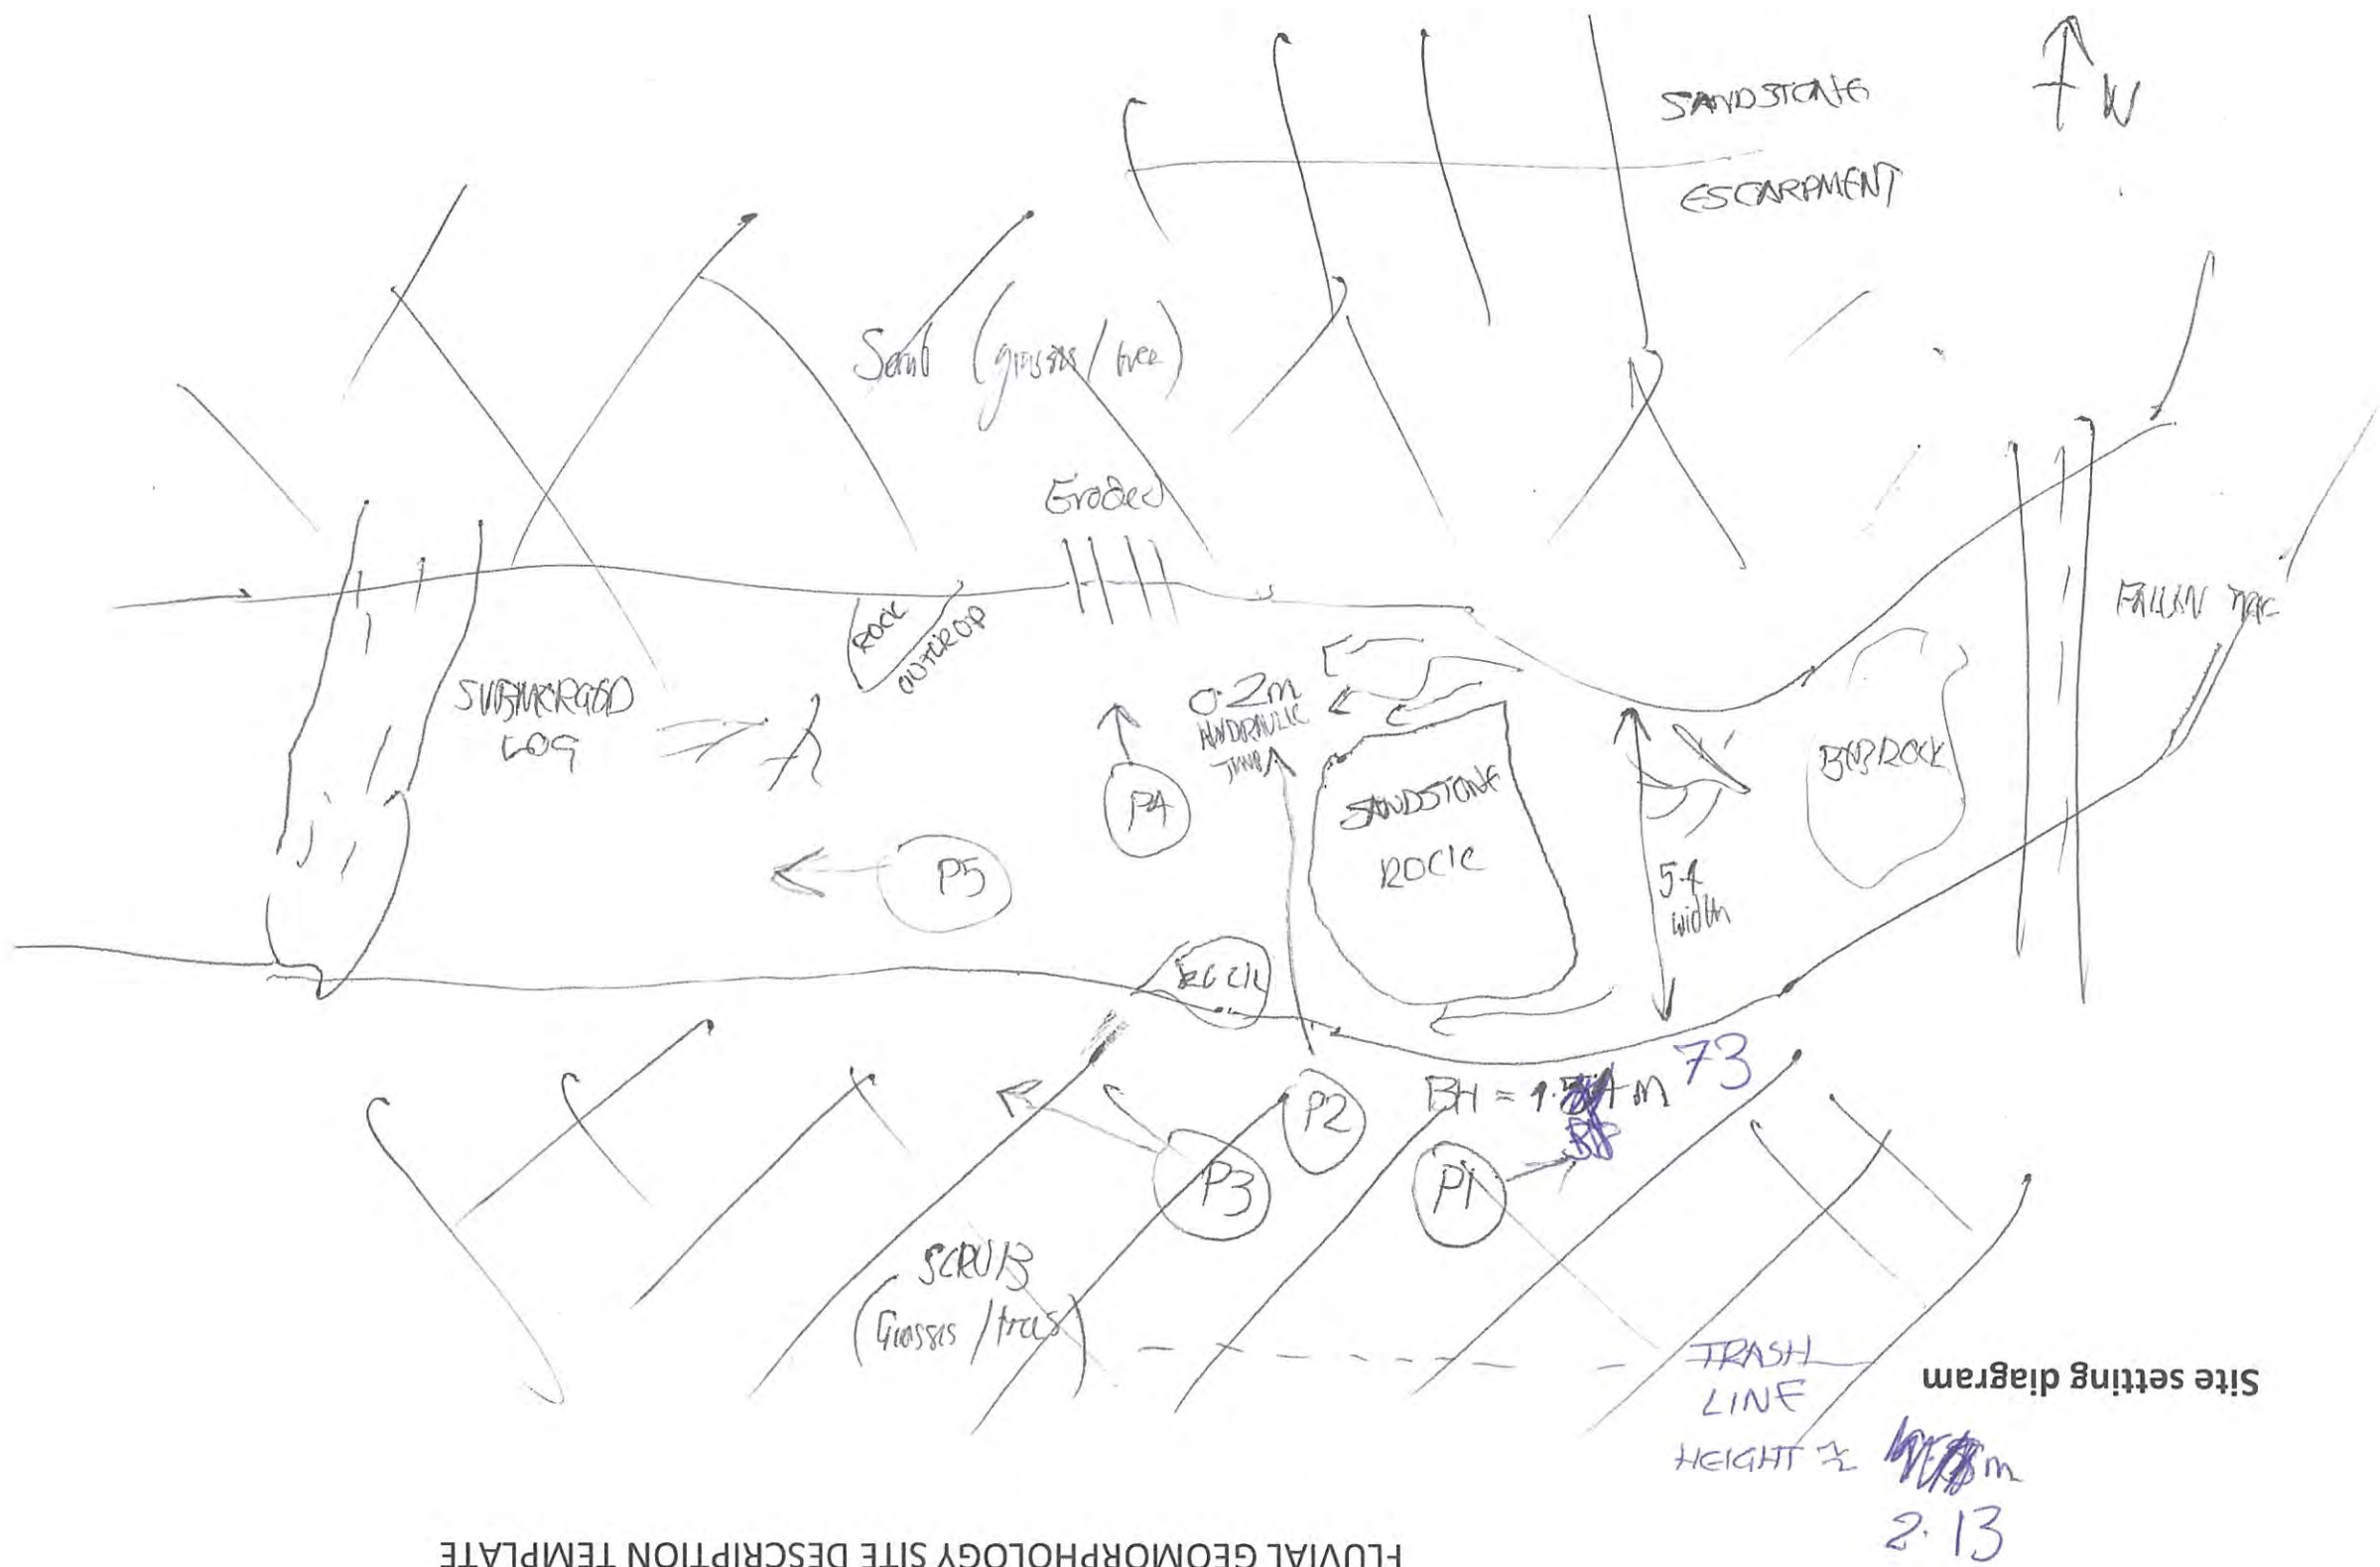 SANDSTONE
ESCARPMENT
N
Scrub (grasses/tree)
Eroded
FALLEN TREE
ROCK
OUTCROP
SUBMERGED
LOG
0.2m
HYDRAULIC
JUMP
BEDROCK
P4
SANDSTONE
ROCK
P5
5.4
width
ROCK
73
BH = 1. m
P2
P1
P3
SCRUB
(Grasses/trees)
TRASH
LINE
HEIGHT ≈ m
2.13
Site setting diagram
FLUVIAL GEOMORPHOLOGY SITE DESCRIPTION TEMPLATE